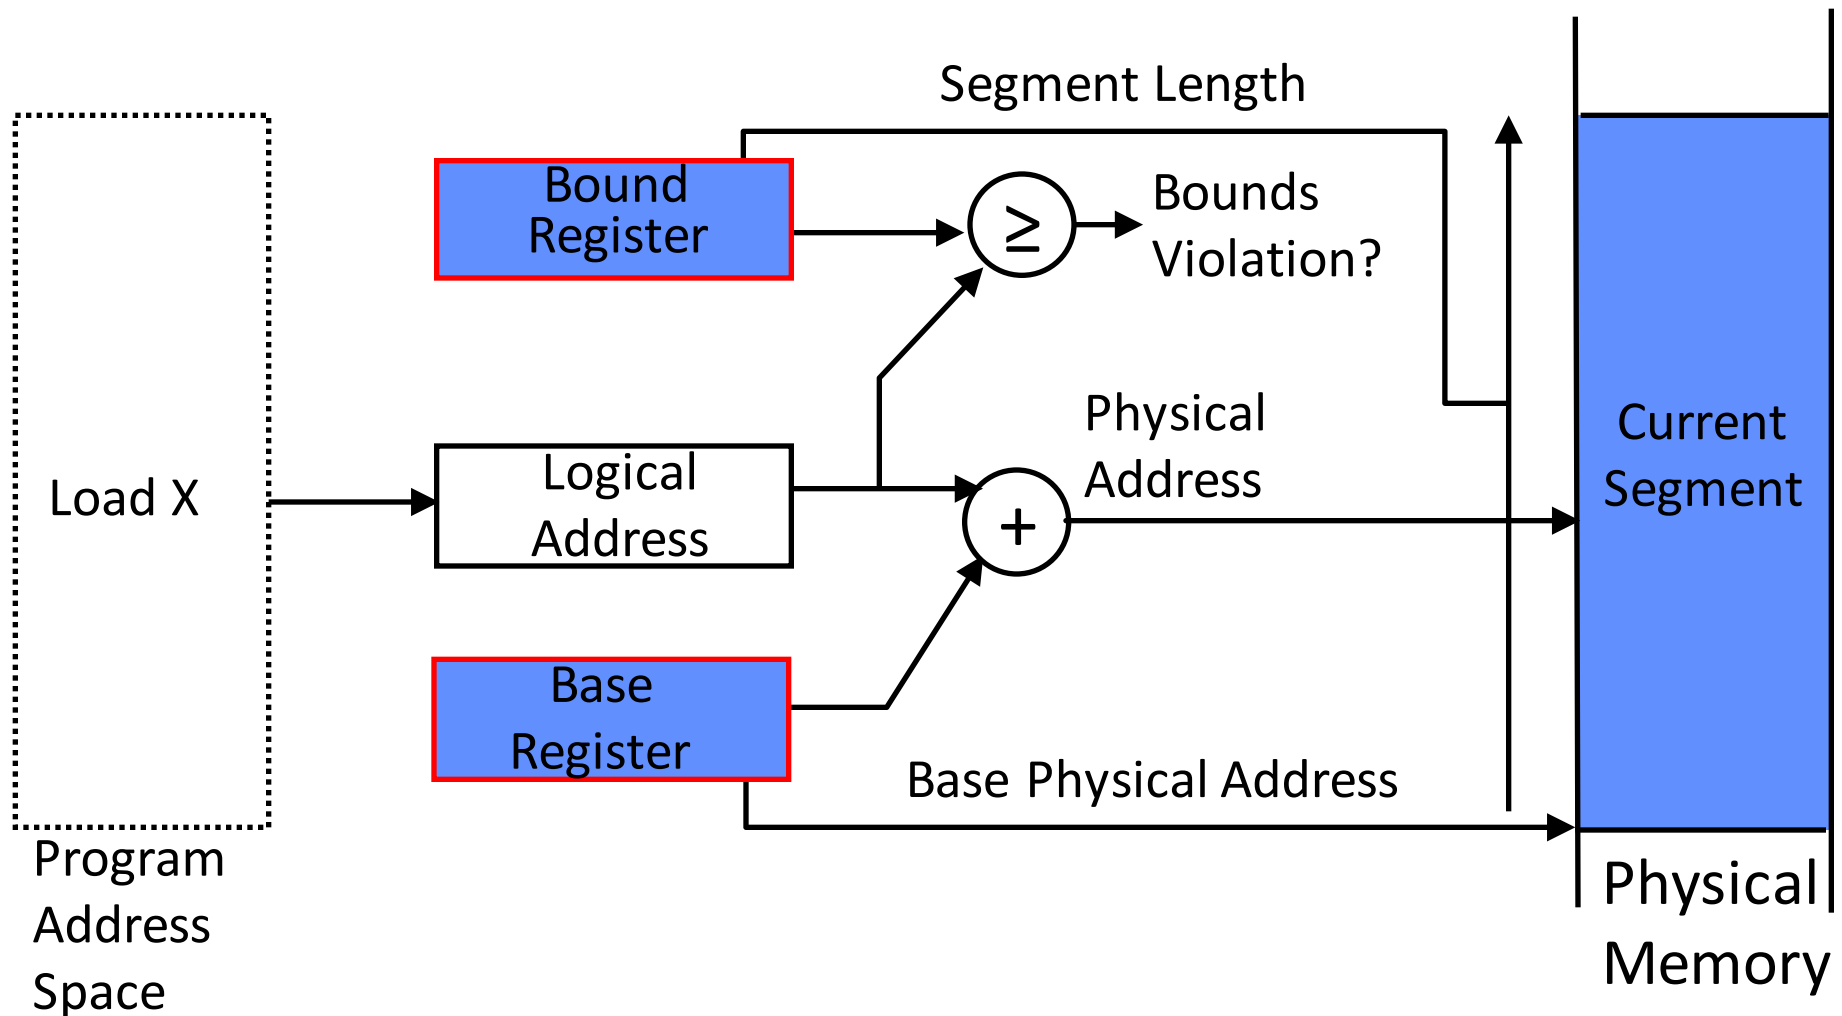 Segment Length
Bound
Register
≥
Bounds
Violation?
Load X
Logical
Address
Physical
Address
+
Current
Segment
Base
Register
Base Physical Address
Program
Address
Space
Physical
Memory